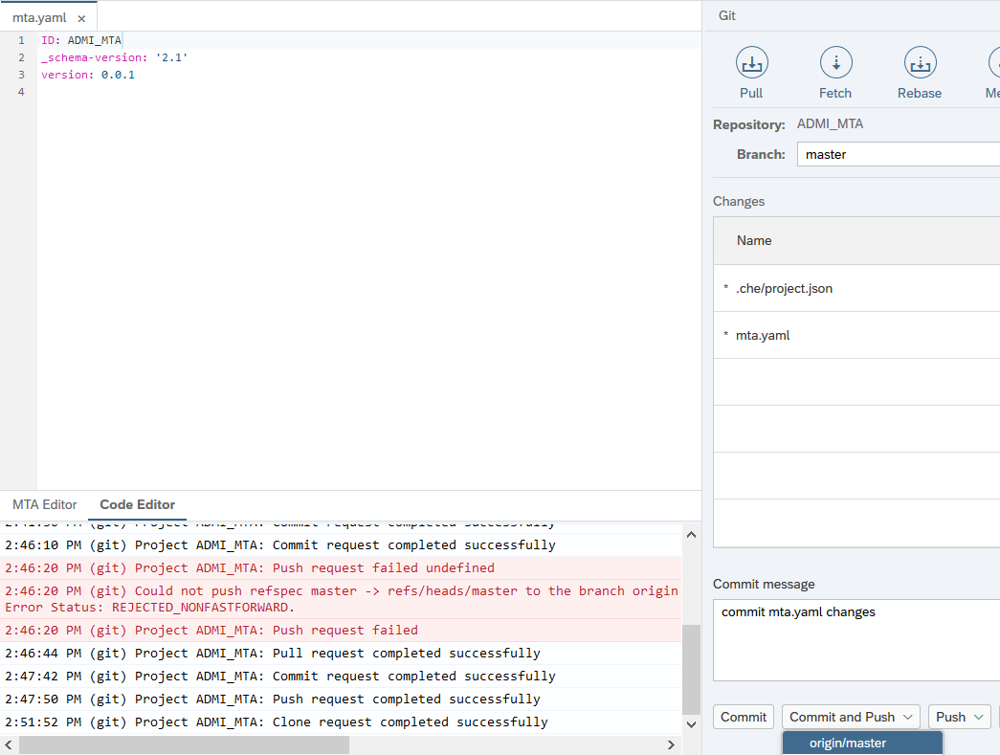 mta.yaml ×
1 ID: ADMI_MTA
2 _schema-version: '2.1'
3 version: 0.0.1
4
MTA Editor Code Editor
(git) Project ADMI_MTA: Commit request completed successfully
2:46:10 PM (git) Project ADMI_MTA: Commit request completed successfully
2:46:20 PM (git) Project ADMI_MTA: Push request failed undefined
2:46:20 PM (git) Could not push refspec master -> refs/heads/master to the branch origin
Error Status: REJECTED_NONFASTFORWARD.
2:46:20 PM (git) Project ADMI_MTA: Push request failed
2:46:44 PM (git) Project ADMI_MTA: Pull request completed successfully
2:47:42 PM (git) Project ADMI_MTA: Commit request completed successfully
2:47:50 PM (git) Project ADMI_MTA: Push request completed successfully
2:51:52 PM (git) Project ADMI_MTA: Clone request completed successfully
Git
Pull Fetch Rebase Me
Repository: ADMI_MTA
Branch: master
Changes
Name
* .che/project.json
* mta.yaml
Commit message
commit mta.yaml changes
Commit Commit and Push Push
origin/master